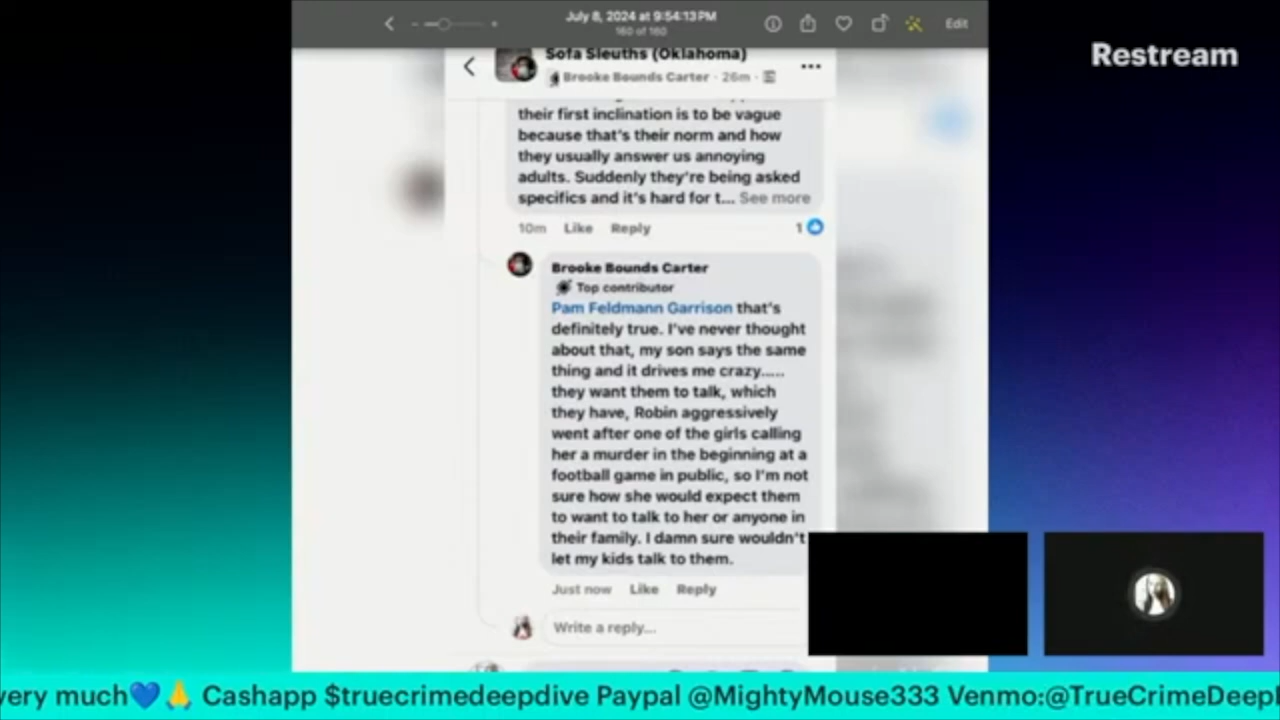 July 8, 2024 at 9:54:13 PM
160 of 160
Edit
Restream
Sofa Sleuths (Oklahoma)
Brooke Bounds Carter · 26m ·
their first inclination is to be vague
because that's their norm and how
they usually answer us annoying
adults. Suddenly they're being asked
specifics and it's hard for t... See more
10m Like Reply 1
Brooke Bounds Carter
Top contributor
Pam Feldmann Garrison that's
definitely true. I've never thought
about that, my son says the same
thing and it drives me crazy.....
they want them to talk, which
they have, Robin aggressively
went after one of the girls calling
her a murder in the beginning at a
football game in public, so I'm not
sure how she would expect them
to want to talk to her or anyone in
their family. I damn sure wouldn't
let my kids talk to them.
Just now Like Reply
Write a reply...
very much💙🙏 Cashapp $truecrimedeepdive Paypal @MightyMouse333 Venmo:@TrueCrimeDeep